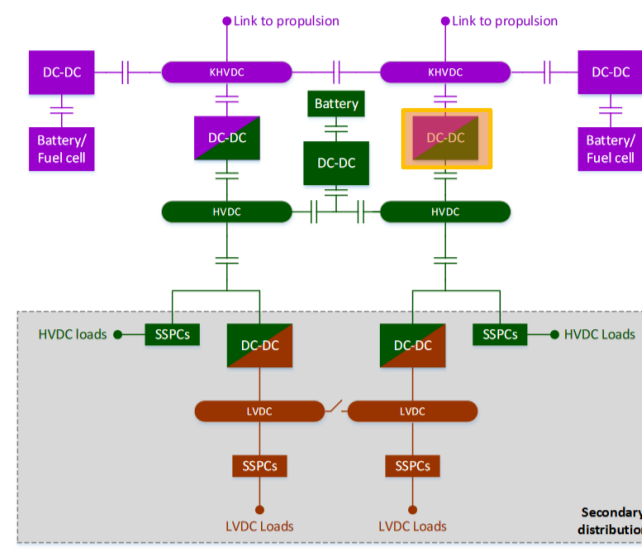 Link to propulsion
Link to propulsion
DC-DC
KHVDC
KHVDC
DC-DC
Battery/
Fuel cell
DC-DC
Battery
DC-DC
DC-DC
Battery/
Fuel cell
HVDC
HVDC
HVDC loads
SSPCs
DC-DC
DC-DC
SSPCs
HVDC Loads
LVDC
LVDC
SSPCs
SSPCs
LVDC Loads
LVDC Loads
Secondary
distributio